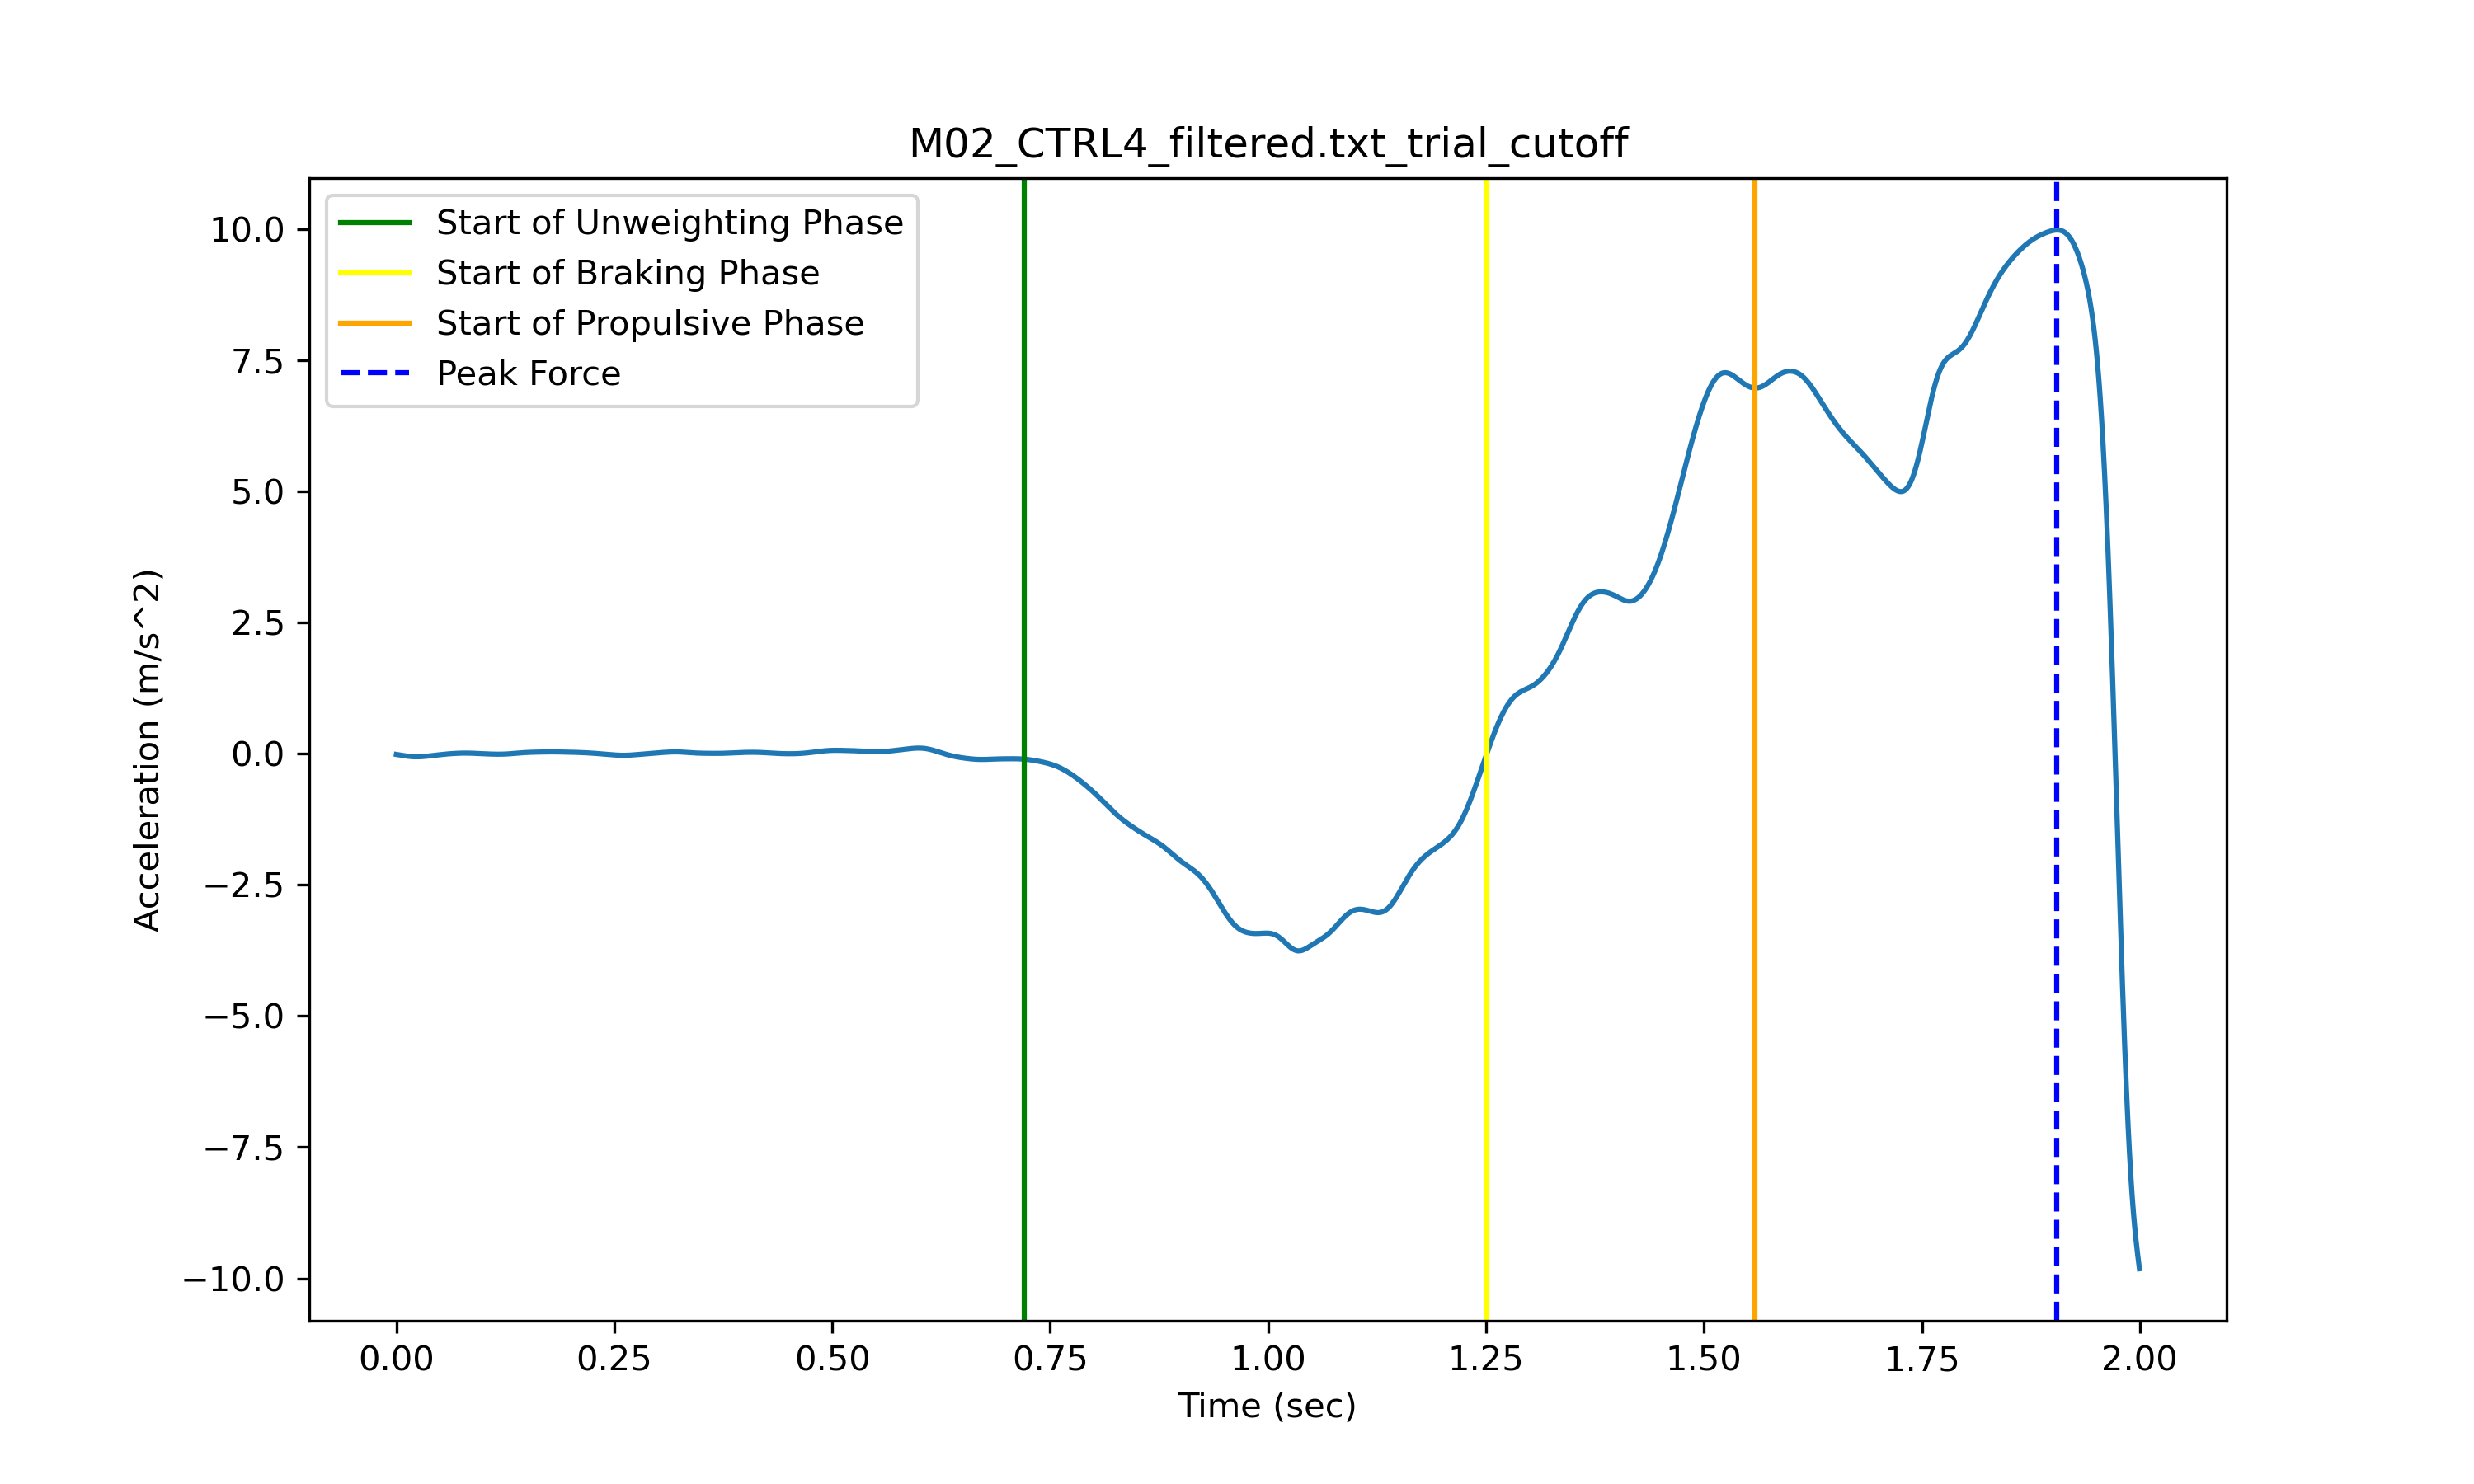 M02_CTRL4_filtered.txt_trial_cutoff
Start of Unweighting Phase
Start of Braking Phase
Start of Propulsive Phase
Peak Force
10.0
7.5
5.0
2.5
0.0
−2.5
−5.0
−7.5
−10.0
Acceleration (m/s^2)
0.00 0.25 0.50 0.75 1.00 1.25 1.50 1.75 2.00
Time (sec)